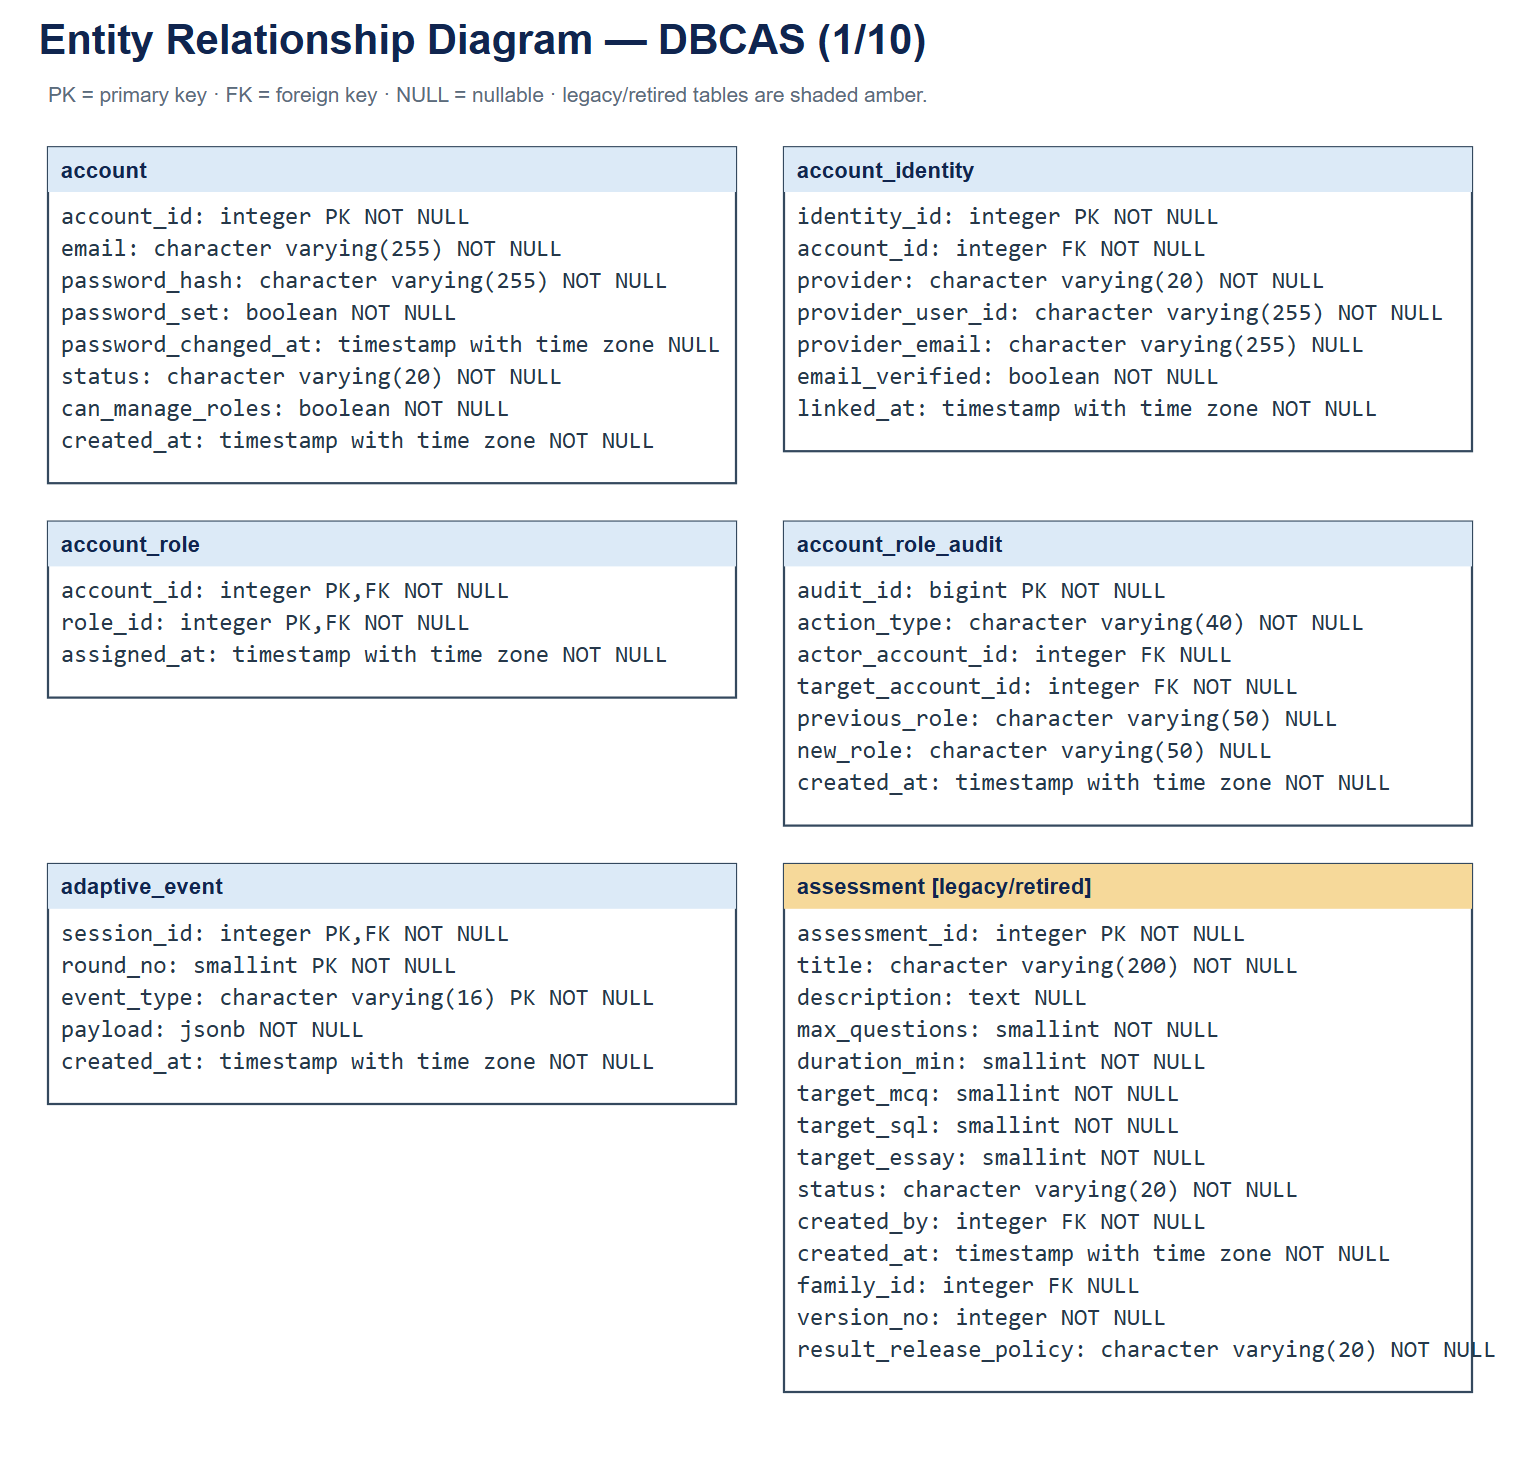 Entity Relationship Diagram — DBCAS (1/10)
PK = primary key · FK = foreign key · NULL = nullable · legacy/retired tables are shaded amber.
account
account_id: integer PK NOT NULL
email: character varying(255) NOT NULL
password_hash: character varying(255) NOT NULL
password_set: boolean NOT NULL
password_changed_at: timestamp with time zone NULL
status: character varying(20) NOT NULL
can_manage_roles: boolean NOT NULL
created_at: timestamp with time zone NOT NULL
account_identity
identity_id: integer PK NOT NULL
account_id: integer FK NOT NULL
provider: character varying(20) NOT NULL
provider_user_id: character varying(255) NOT NULL
provider_email: character varying(255) NULL
email_verified: boolean NOT NULL
linked_at: timestamp with time zone NOT NULL
account_role
account_id: integer PK,FK NOT NULL
role_id: integer PK,FK NOT NULL
assigned_at: timestamp with time zone NOT NULL
account_role_audit
audit_id: bigint PK NOT NULL
action_type: character varying(40) NOT NULL
actor_account_id: integer FK NULL
target_account_id: integer FK NOT NULL
previous_role: character varying(50) NULL
new_role: character varying(50) NULL
created_at: timestamp with time zone NOT NULL
adaptive_event
session_id: integer PK,FK NOT NULL
round_no: smallint PK NOT NULL
event_type: character varying(16) PK NOT NULL
payload: jsonb NOT NULL
created_at: timestamp with time zone NOT NULL
assessment [legacy/retired]
assessment_id: integer PK NOT NULL
title: character varying(200) NOT NULL
description: text NULL
max_questions: smallint NOT NULL
duration_min: smallint NOT NULL
target_mcq: smallint NOT NULL
target_sql: smallint NOT NULL
target_essay: smallint NOT NULL
status: character varying(20) NOT NULL
created_by: integer FK NOT NULL
created_at: timestamp with time zone NOT NULL
family_id: integer FK NULL
version_no: integer NOT NULL
result_release_policy: character varying(20) NOT NULL